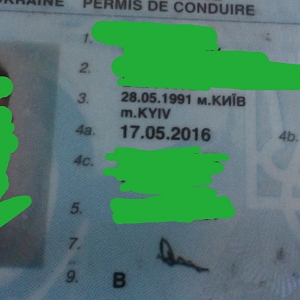 UKRAINE PERMIS DE CONDUIRE
1.
2.
3. 28.05.1991 м.КИЇВ
m.KYIV
4a. 17.05.2016 4b.
4c.
5.
7.
9. B